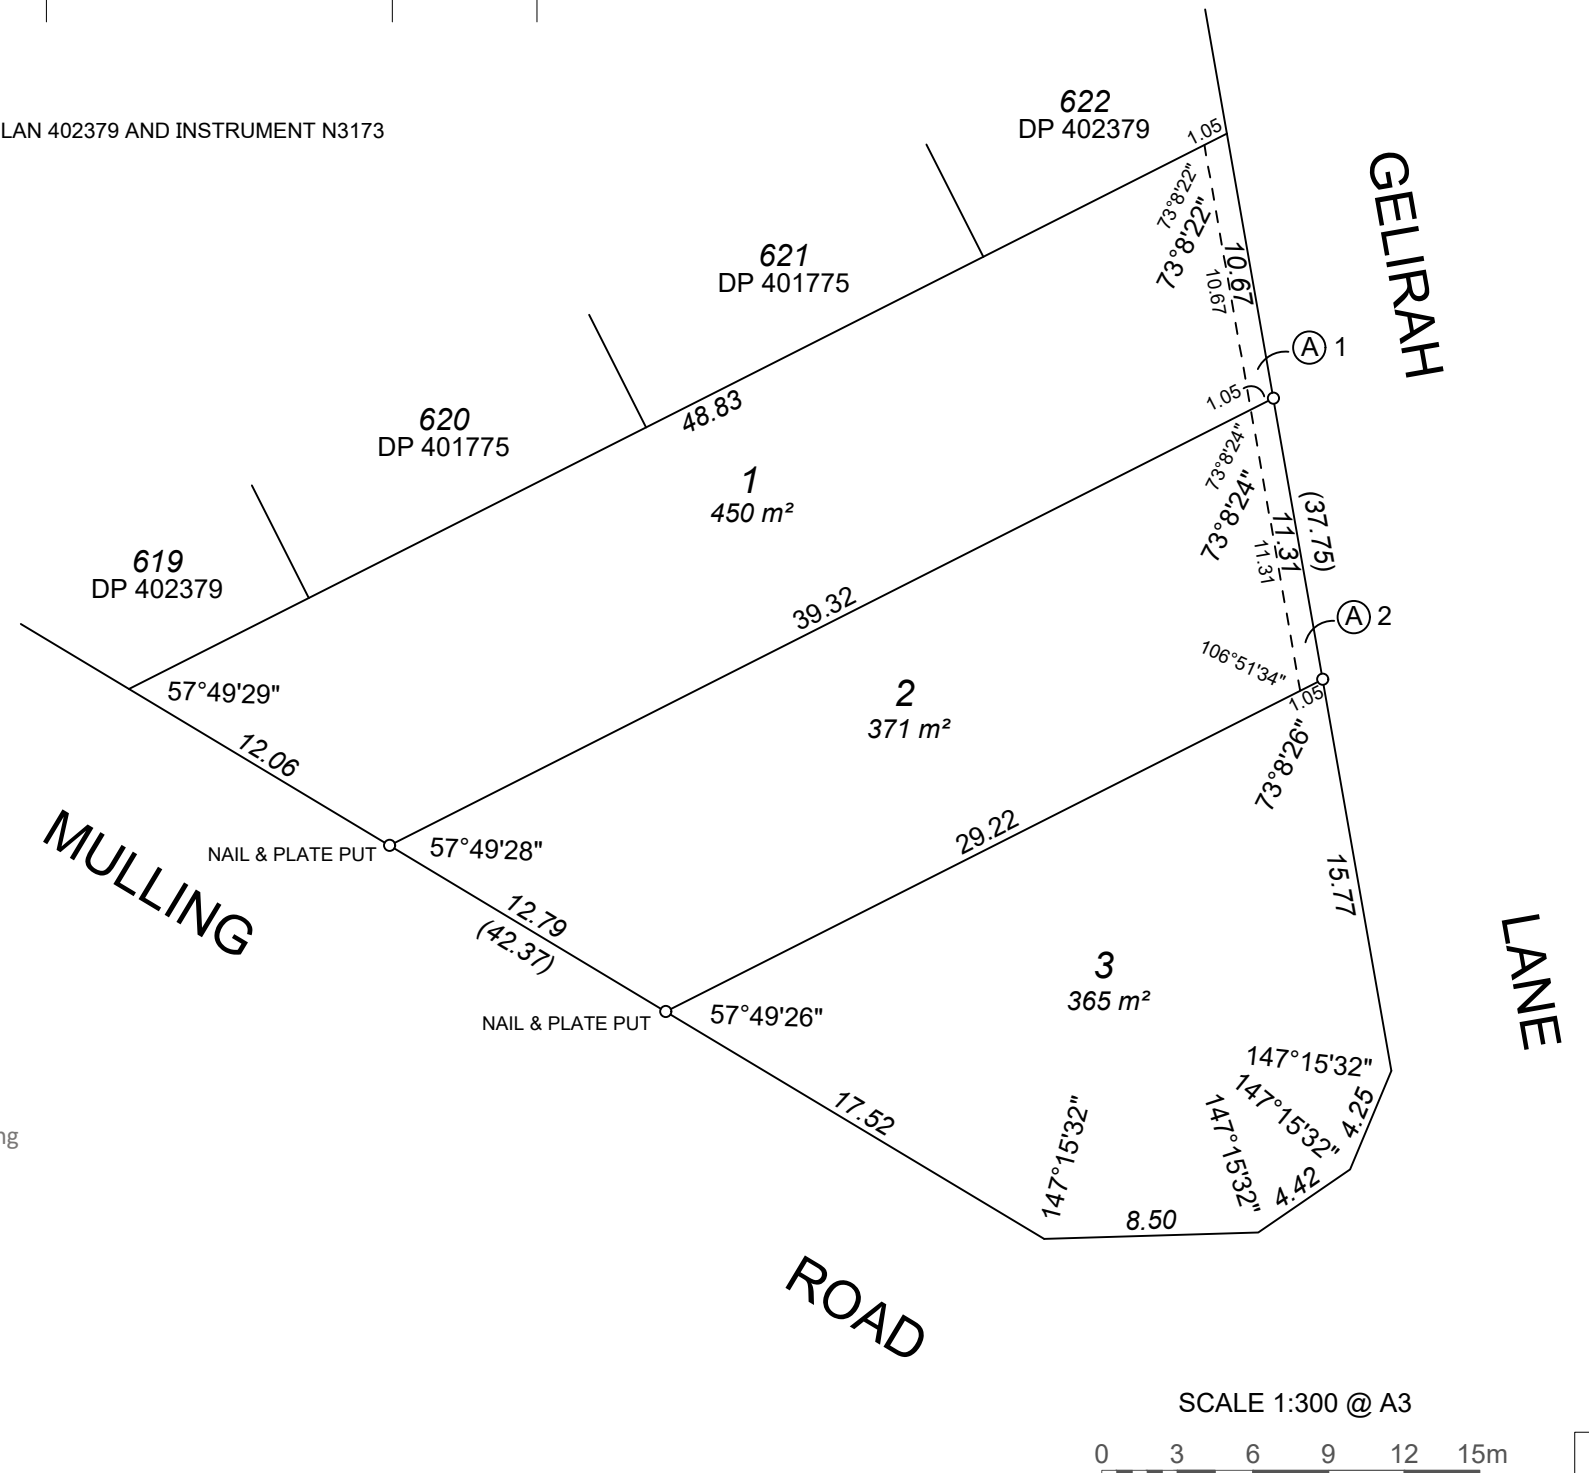 622
DP 402379
1.05
LAN 402379 AND INSTRUMENT N3173
GELIRAH
73°8'22"
73°8'22"
621
DP 401775
10.67
10.67
A 1
1.05
48.83
620
DP 401775
73°8'24"
73°8'24"
1
450 m²
(37.75)
11.31
11.31
619
DP 402379
39.32
A 2
106°51'34"
1.05
57°49'29"
2
371 m²
73°8'26"
12.06
MULLING
NAIL & PLATE PUT
57°49'28"
29.22
15.77
12.79
(42.37)
LANE
3
365 m²
NAIL & PLATE PUT
57°49'26"
147°15'32"
147°15'32"
147°15'32"
147°15'32"
4.25
17.52
ng
4.42
8.50
ROAD
SCALE 1:300 @ A3
0 3 6 9 12 15m